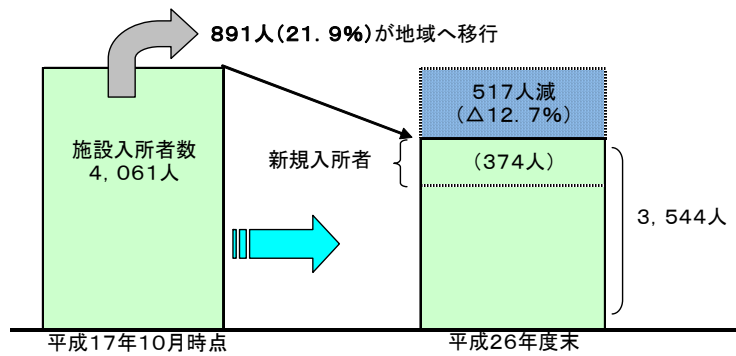 891人(21.9%)が地域へ移行
施設入所者数
4,061人
517人減
(△12.7%)
新規入所者
(374人)
3,544人
平成17年10月時点
平成26年度末